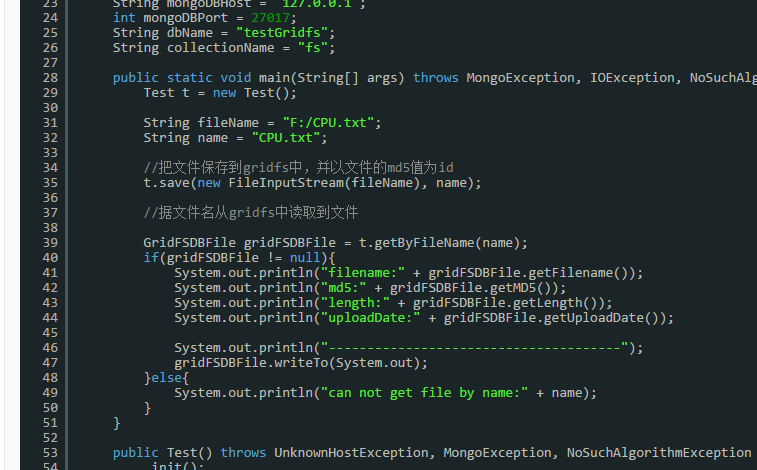 23 String mongoDBHost = "127.0.0.1";
24 int mongoDBPort = 27017;
25 String dbName = "testGridfs";
26 String collectionName = "fs";
27
28 public static void main(String[] args) throws MongoException, IOException, NoSuchAlgo
29 Test t = new Test();
30
31 String fileName = "F:/CPU.txt";
32 String name = "CPU.txt";
33
34 //把文件保存到gridfs中，并以文件的md5值为id
35 t.save(new FileInputStream(fileName), name);
36
37 //据文件名从gridfs中读取到文件
38
39 GridFSDBFile gridFSDBFile = t.getByFileName(name);
40 if(gridFSDBFile != null){
41 System.out.println("filename:" + gridFSDBFile.getFilename());
42 System.out.println("md5:" + gridFSDBFile.getMD5());
43 System.out.println("length:" + gridFSDBFile.getLength());
44 System.out.println("uploadDate:" + gridFSDBFile.getUploadDate());
45
46 System.out.println("--------------------------------------");
47 gridFSDBFile.writeTo(System.out);
48 }else{
49 System.out.println("can not get file by name:" + name);
50 }
51 }
52
53 public Test() throws UnknownHostException, MongoException, NoSuchAlgorithmException
54 init();